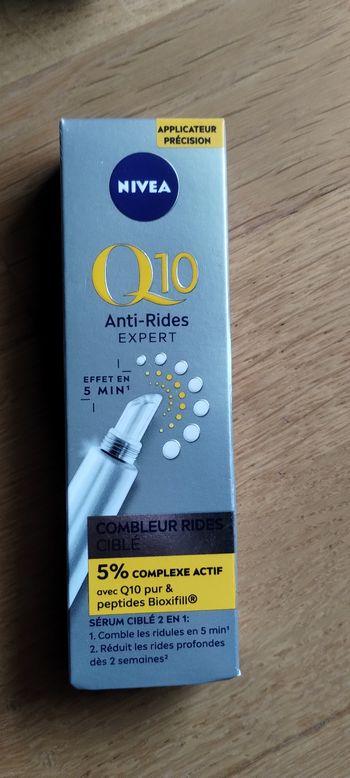 APPLICATEUR
PRÉCISION
NIVEA
Q10
Anti-Rides
EXPERT
EFFET EN
5 MIN¹
COMBLEUR RIDES
CIBLÉ
5% COMPLEXE ACTIF
avec Q10 pur &
peptides Bioxifill®
SÉRUM CIBLÉ 2 EN 1:
1. Comble les ridules en 5 min¹
2. Réduit les rides profondes
dès 2 semaines²